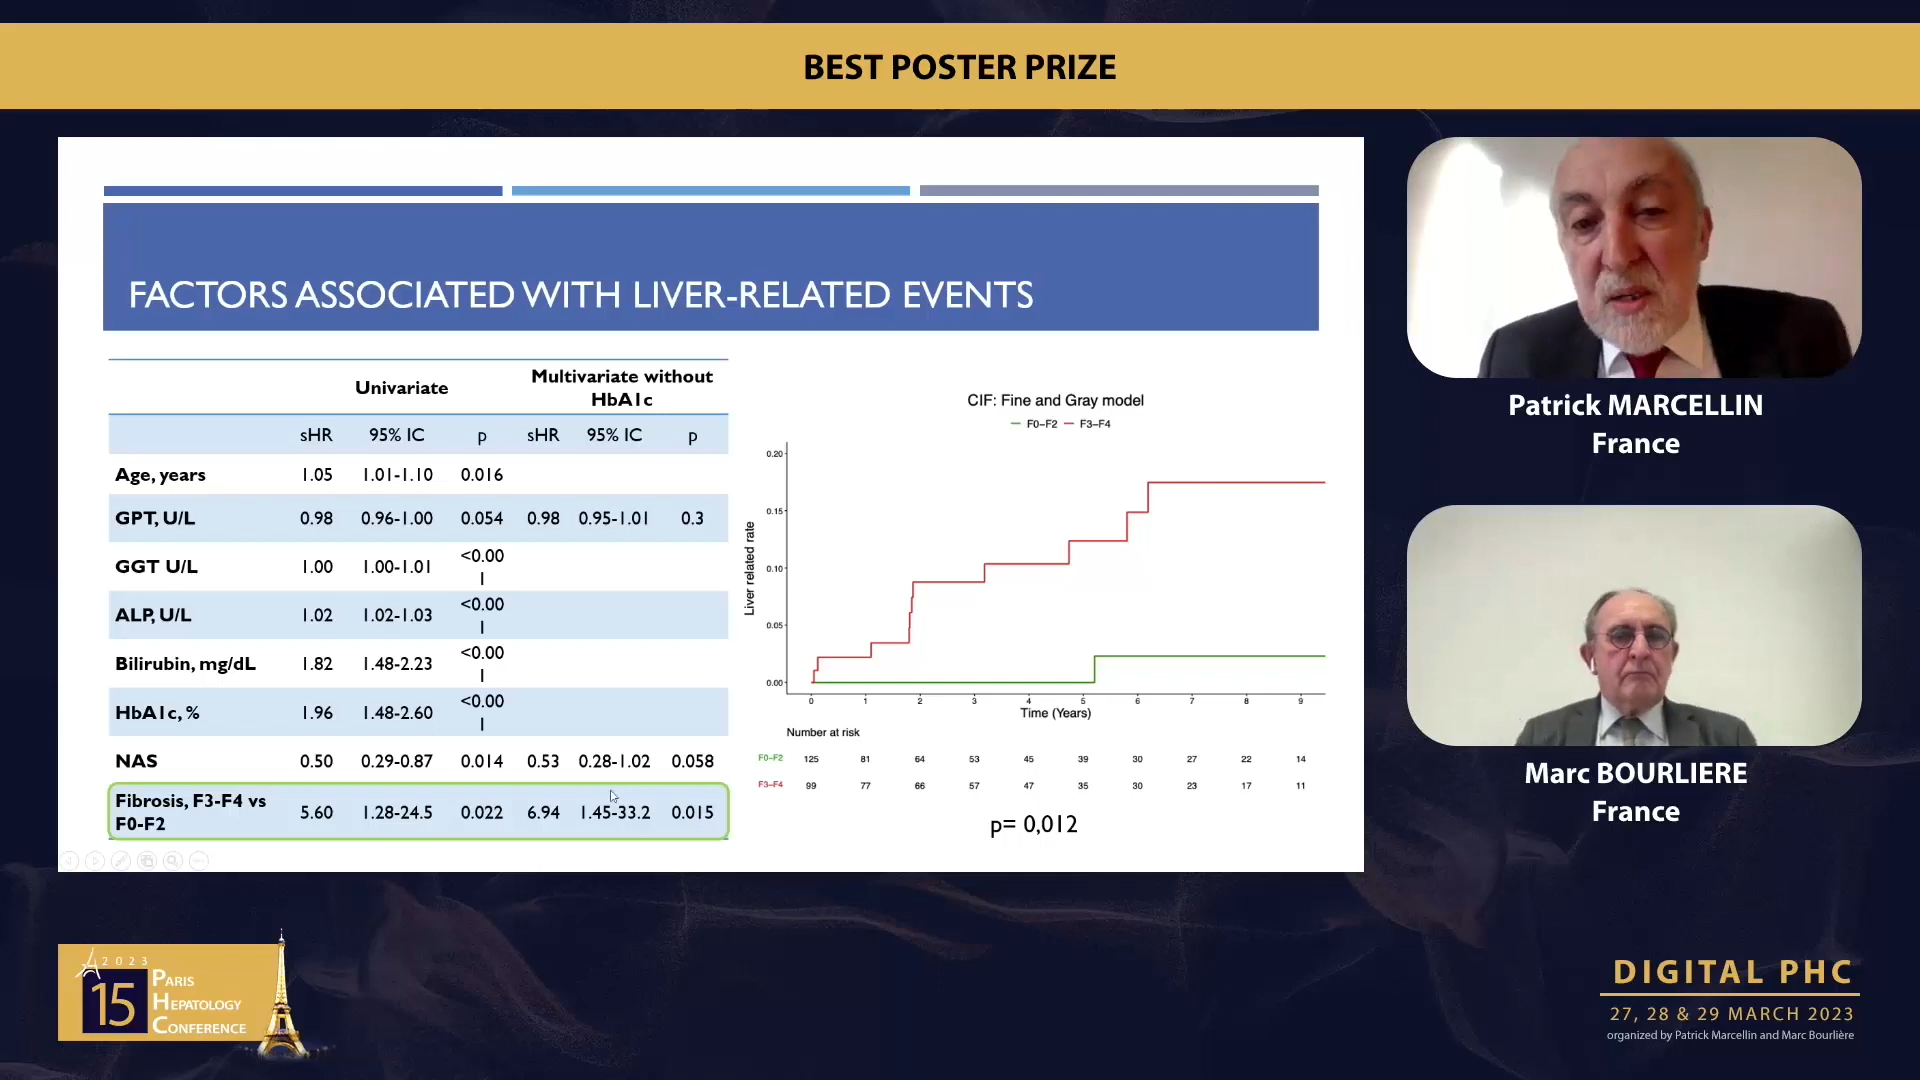 BEST POSTER PRIZE
FACTORS ASSOCIATED WITH LIVER-RELATED EVENTS
Univariate Multivariate without HbA1c
sHR 95% IC p sHR 95% IC p
Age, years 1.05 1.01-1.10 0.016
GPT, U/L 0.98 0.96-1.00 0.054 0.98 0.95-1.01 0.3
GGT U/L 1.00 1.00-1.01 <0.001
ALP, U/L 1.02 1.02-1.03 <0.001
Bilirubin, mg/dL 1.82 1.48-2.23 <0.001
HbA1c, % 1.96 1.48-2.60 <0.001
NAS 0.50 0.29-0.87 0.014 0.53 0.28-1.02 0.058
Fibrosis, F3-F4 vs F0-F2 5.60 1.28-24.5 0.022 6.94 1.45-33.2 0.015
CIF: Fine and Gray model
F0-F2 F3-F4
Liver related rate
0.20
0.15
0.10
0.05
0.00
0 1 2 3 4 5 6 7 8 9
Time (Years)
Number at risk
F0-F2 125 81 64 53 45 39 30 27 22 14
F3-F4 99 77 66 57 47 35 30 23 17 11
p= 0,012
Patrick MARCELLIN
France
Marc BOURLIERE
France
2023
15
PARIS
HEPATOLOGY
CONFERENCE
DIGITAL PHC
27, 28 & 29 MARCH 2023
organized by Patrick Marcellin and Marc Bourlière